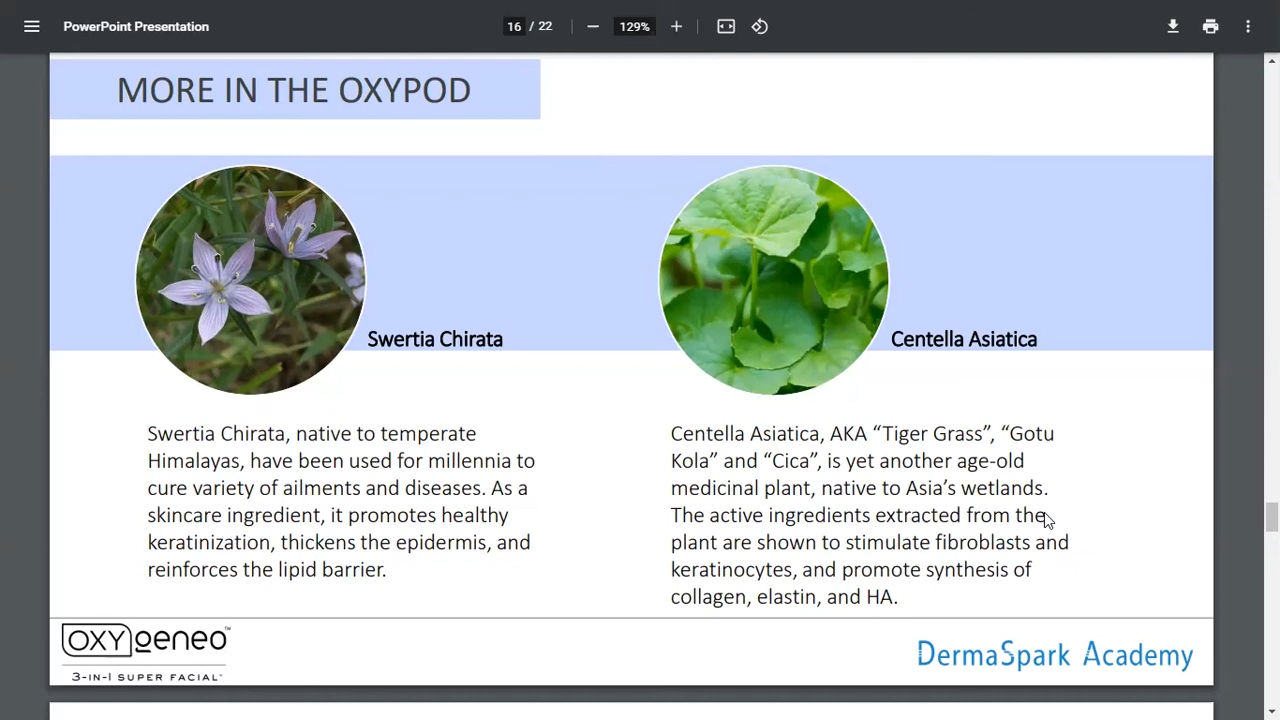 PowerPoint Presentation
16 / 22
129%
MORE IN THE OXYPOD
Swertia Chirata
Swertia Chirata, native to temperate
Himalayas, have been used for millennia to
cure variety of ailments and diseases. As a
skincare ingredient, it promotes healthy
keratinization, thickens the epidermis, and
reinforces the lipid barrier.
Centella Asiatica
Centella Asiatica, AKA “Tiger Grass”, “Gotu
Kola” and “Cica”, is yet another age-old
medicinal plant, native to Asia’s wetlands.
The active ingredients extracted from the
plant are shown to stimulate fibroblasts and
keratinocytes, and promote synthesis of
collagen, elastin, and HA.
OXYgeneo™
3-IN-1 SUPER FACIAL
DermaSpark Academy